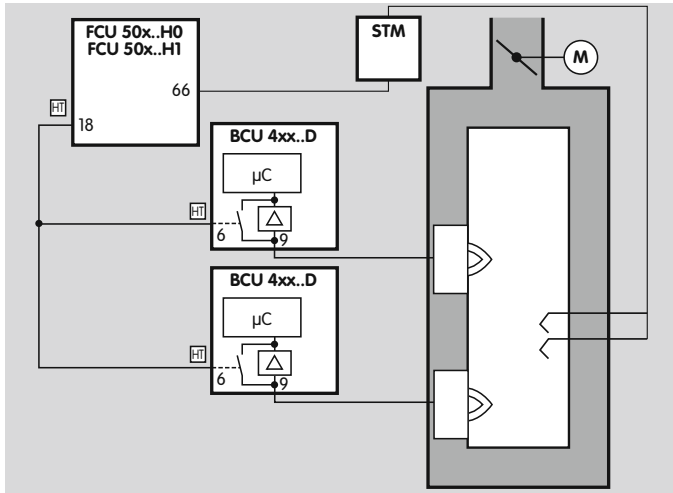 FCU 50x..H0
FCU 50x..H1
STM
M
66
HT
18
BCU 4xx..D
µC
HT
6
9
BCU 4xx..D
µC
HT
6
9